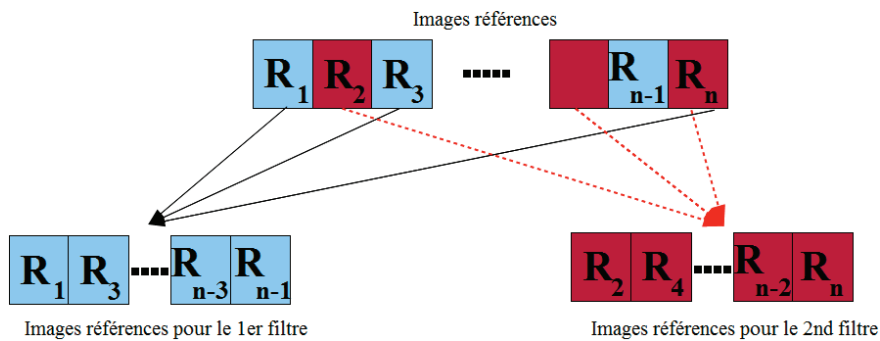 Images références
R1 R2 R3 Rn-1 Rn
R1 R3 Rn-3 Rn-1
R2 R4 Rn-2 Rn
Images références pour le 1er filtre
Images références pour le 2nd filtre